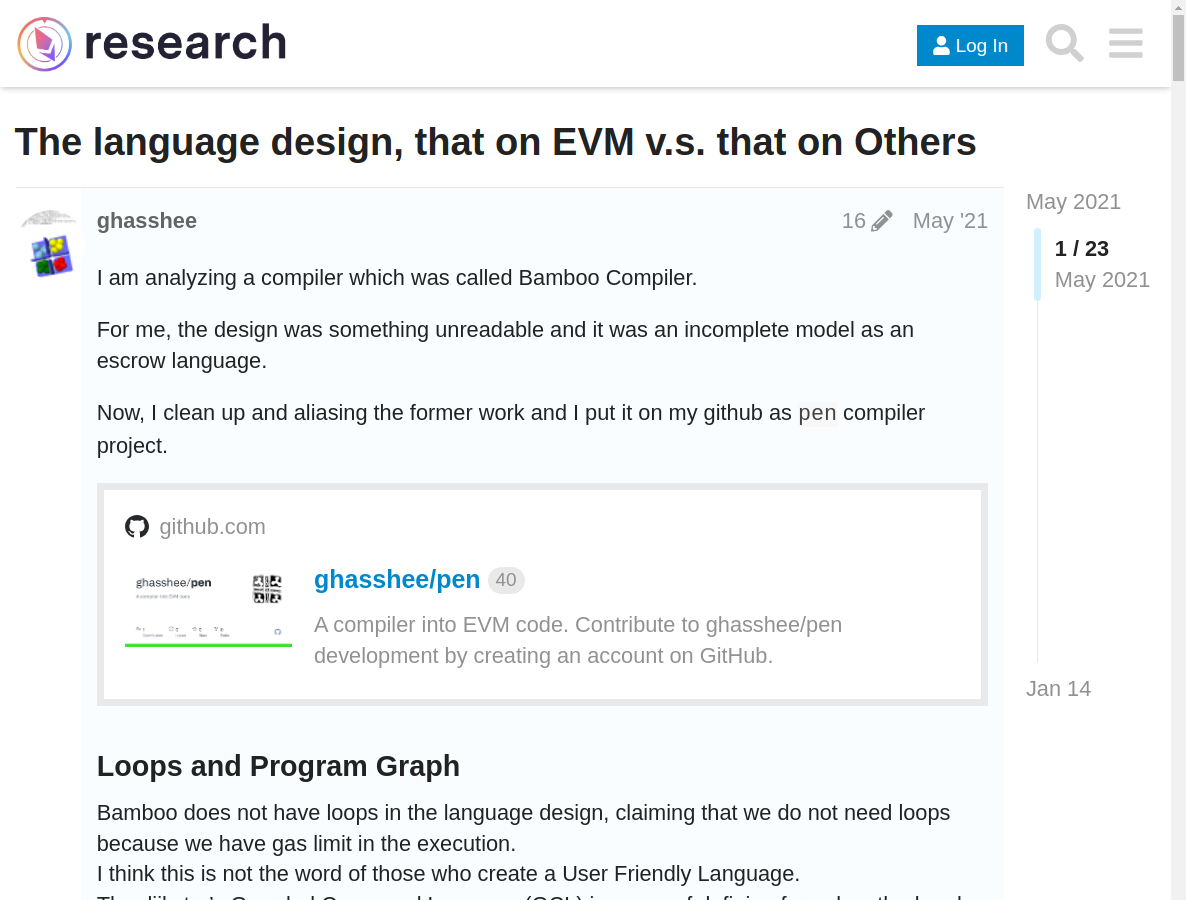 research
Log In
The language design, that on EVM v.s. that on Others
ghasshee
16
May '21
I am analyzing a compiler which was called Bamboo Compiler.
For me, the design was something unreadable and it was an incomplete model as an
escrow language.
Now, I clean up and aliasing the former work and I put it on my github as pen compiler
project.
github.com
ghasshee/pen
A compiler into EVM code
ghasshee/pen 40
A compiler into EVM code. Contribute to ghasshee/pen
development by creating an account on GitHub.
Loops and Program Graph
Bamboo does not have loops in the language design, claiming that we do not need loops
because we have gas limit in the execution.
I think this is not the word of those who create a User Friendly Language.
May 2021
1 / 23
May 2021
Jan 14